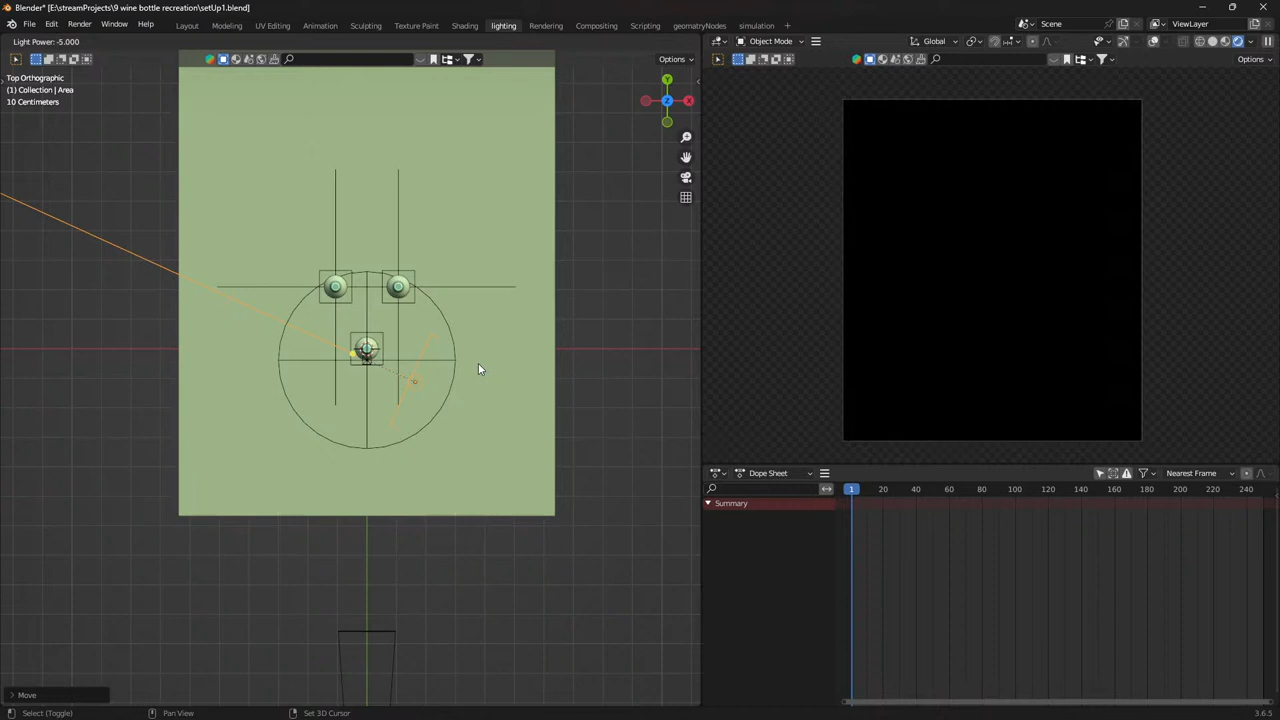 Blender* [E:\streamProjects\9 wine bottle recreation\setUp1.blend]
File Edit Render Window Help
Layout Modeling UV Editing Sculpting Texture Paint Shading Animation lighting Rendering Compositing Scripting geometryNodes simulation +
Scene ViewLayer
Light Power: -5.000
Object Mode Global
Options
Options
Top Orthographic
(1) Collection | Area
10 Centimeters
Y
Z X
Dope Sheet Nearest Frame
1 20 40 60 80 100 120 140 160 180 200 220 240
Summary
Move
Select (Toggle) Pan View Set 3D Cursor 3.6.5